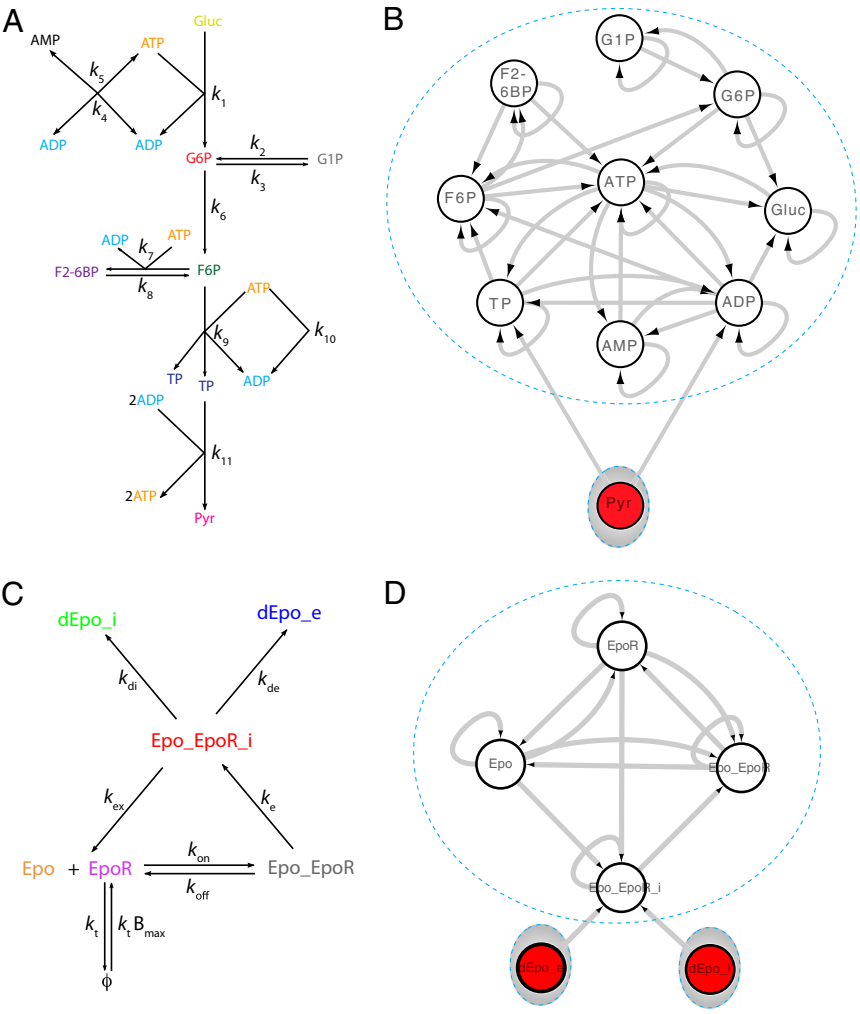 A
Gluc
AMP
ATP
k5
k1
k4
ADP
ADP
G6P
k2
G1P
k3
k6
ADP
k7
ATP
F2-6BP
F6P
k8
ATP
k9
k10
TP
TP
ADP
2ADP
k11
2ATP
Pyr
B
G1P
F2-
6BP
G6P
ATP
F6P
Gluc
TP
ADP
AMP
Pyr
C
dEpo_i
dEpo_e
kdi
kde
Epo_EpoR_i
kex
ke
Epo + EpoR
kon
Epo_EpoR
koff
kt
ktBmax
ϕ
D
EpoR
Epo
Epo_EpoR
Epo_EpoR_i
dEpo_e
dEpo_i